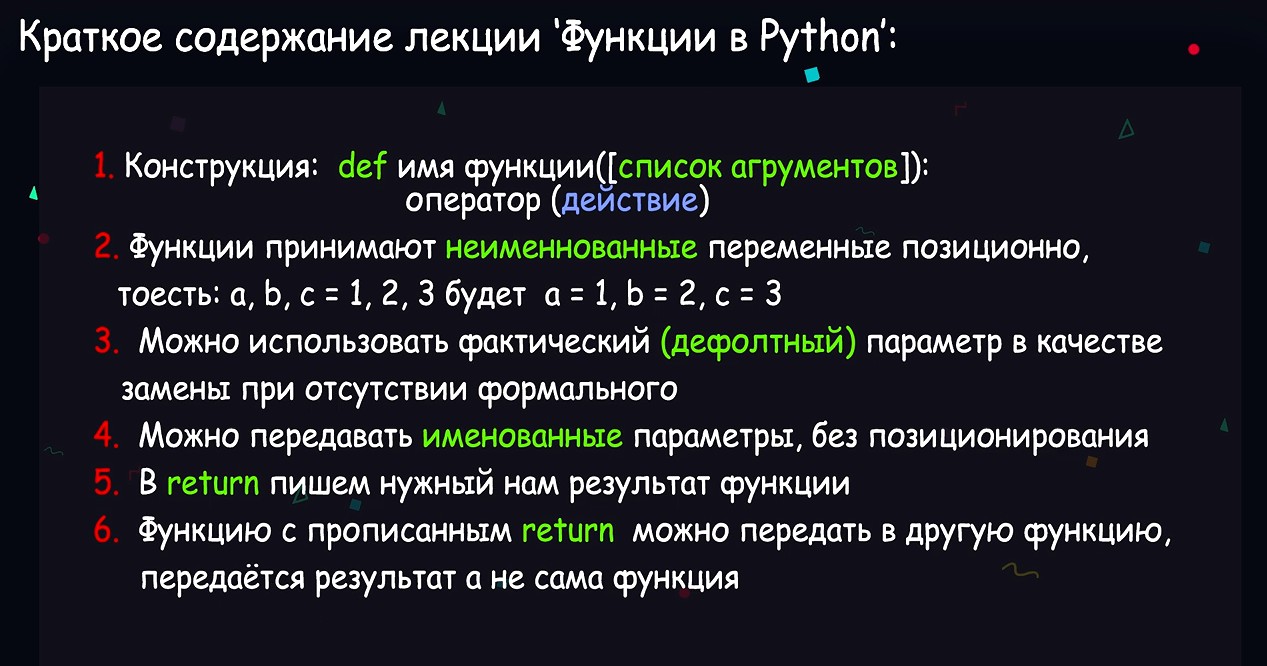 Краткое содержание лекции 'Функции в Python':
1. Конструкция: def имя функции([список агрументов]):
оператор (действие)
2. Функции принимают неименнованные переменные позиционно,
тоесть: a, b, c = 1, 2, 3 будет a = 1, b = 2, c = 3
3. Можно использовать фактический (дефолтный) параметр в качестве
замены при отсутствии формального
4. Можно передавать именованные параметры, без позиционирования
5. В return пишем нужный нам результат функции
6. Функцию с прописанным return можно передать в другую функцию,
передаётся результат а не сама функция